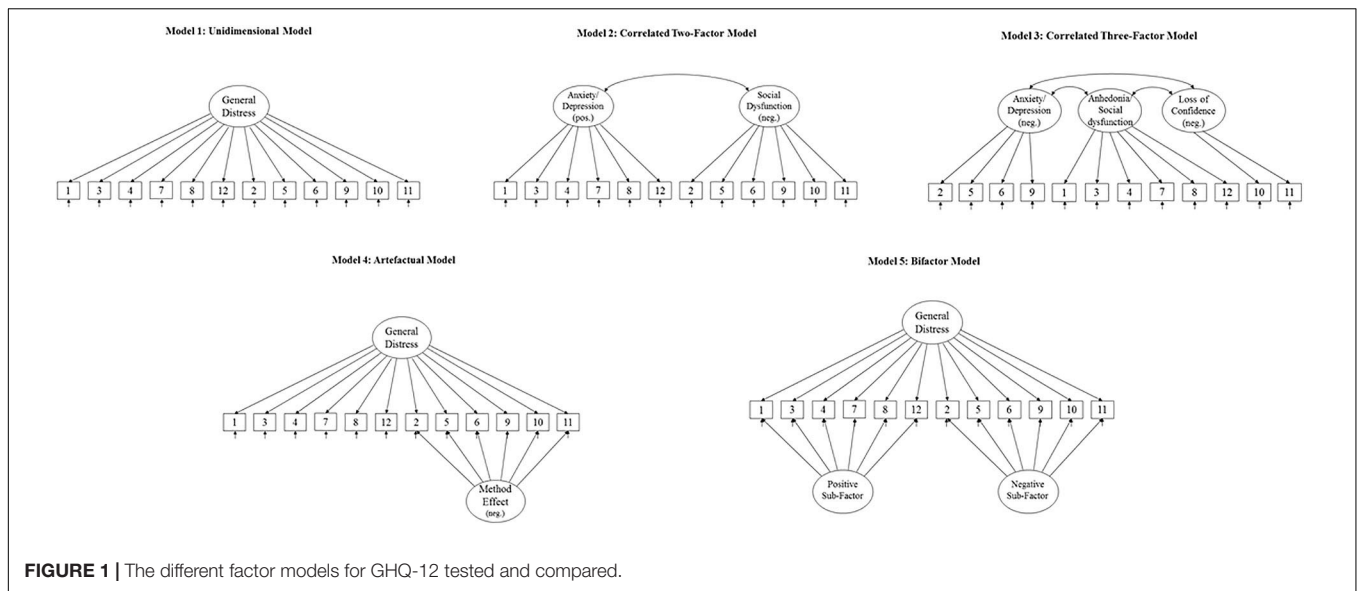 Model 1: Unidimensional Model
General
Distress
1 3 4 7 8 12 2 5 6 9 10 11
Model 2: Correlated Two-Factor Model
Anxiety/
Depression
(pos.)
Social
Dysfunction
(neg.)
1 3 4 7 8 12 2 5 6 9 10 11
Model 3: Correlated Three-Factor Model
Anxiety/
Depression
(neg.)
Anhedonia/
Social
dysfunction
Loss of
Confidence
(neg.)
2 5 6 9 1 3 4 7 8 12 10 11
Model 4: Artefactual Model
General
Distress
1 3 4 7 8 12 2 5 6 9 10 11
Method
Effect
(neg.)
Model 5: Bifactor Model
General
Distress
1 3 4 7 8 12 2 5 6 9 10 11
Positive
Sub-Factor
Negative
Sub-Factor
FIGURE 1 | The different factor models for GHQ-12 tested and compared.